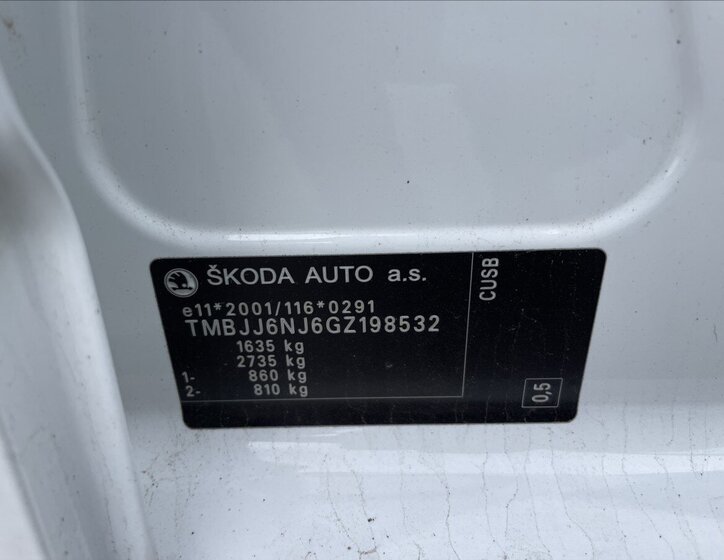 ŠKODA AUTO a.s.
e11*2001/116*0291
TMBJJ6NJ6GZ198532
1635 kg
2735 kg
1- 860 kg
2- 810 kg
CUSB
0,5